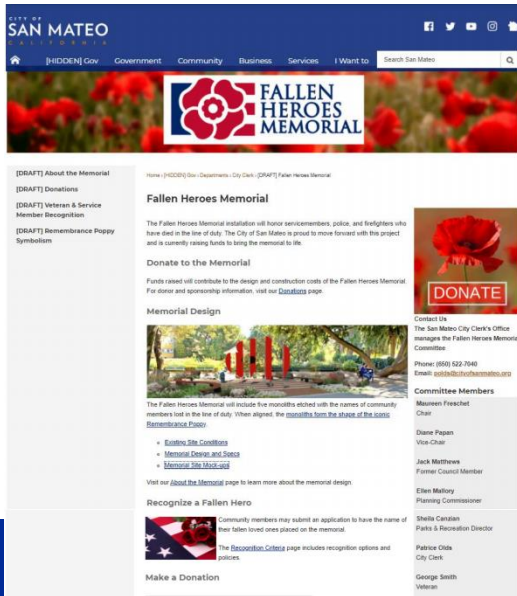 CITY OF
SAN MATEO
CALIFORNIA
[HIDDEN] Gov Government Community Business Services I Want to Search San Mateo
FALLEN
HEROES
MEMORIAL
[DRAFT] About the Memorial
[DRAFT] Donations
[DRAFT] Veteran & Service
Member Recognition
[DRAFT] Remembrance Poppy
Symbolism
Home › [HIDDEN] Gov › Departments › City Clerk › [DRAFT] Fallen Heroes Memorial
Fallen Heroes Memorial
The Fallen Heroes Memorial installation will honor servicemembers, police, and firefighters who
have died in the line of duty. The City of San Mateo is proud to move forward with this project
and is currently raising funds to bring the memorial to life.
Donate to the Memorial
Funds raised will contribute to the design and construction costs of the Fallen Heroes Memorial.
For donor and sponsorship information, visit our Donations page.
Memorial Design
The Fallen Heroes Memorial will include five monoliths etched with the names of community
members lost in the line of duty. When aligned, the monoliths form the shape of the iconic
Remembrance Poppy.
Existing Site Conditions
Memorial Design and Specs
Memorial Site Mock-ups
Visit our About the Memorial page to learn more about the memorial design.
Recognize a Fallen Hero
Community members may submit an application to have the name of
their fallen loved ones placed on the memorial.
The Recognition Criteria page includes recognition options and
policies.
Make a Donation
DONATE
Contact Us
The San Mateo City Clerk's Office
manages the Fallen Heroes Memorial
Committee
Phone: (650) 522-7040
Email: polds@cityofsanmateo.org
Committee Members
Maureen Freschet
Chair
Diane Papan
Vice-Chair
Jack Matthews
Former Council Member
Ellen Mallory
Planning Commissioner
Sheila Canzian
Parks & Recreation Director
Patrice Olds
City Clerk
George Smith
Veteran